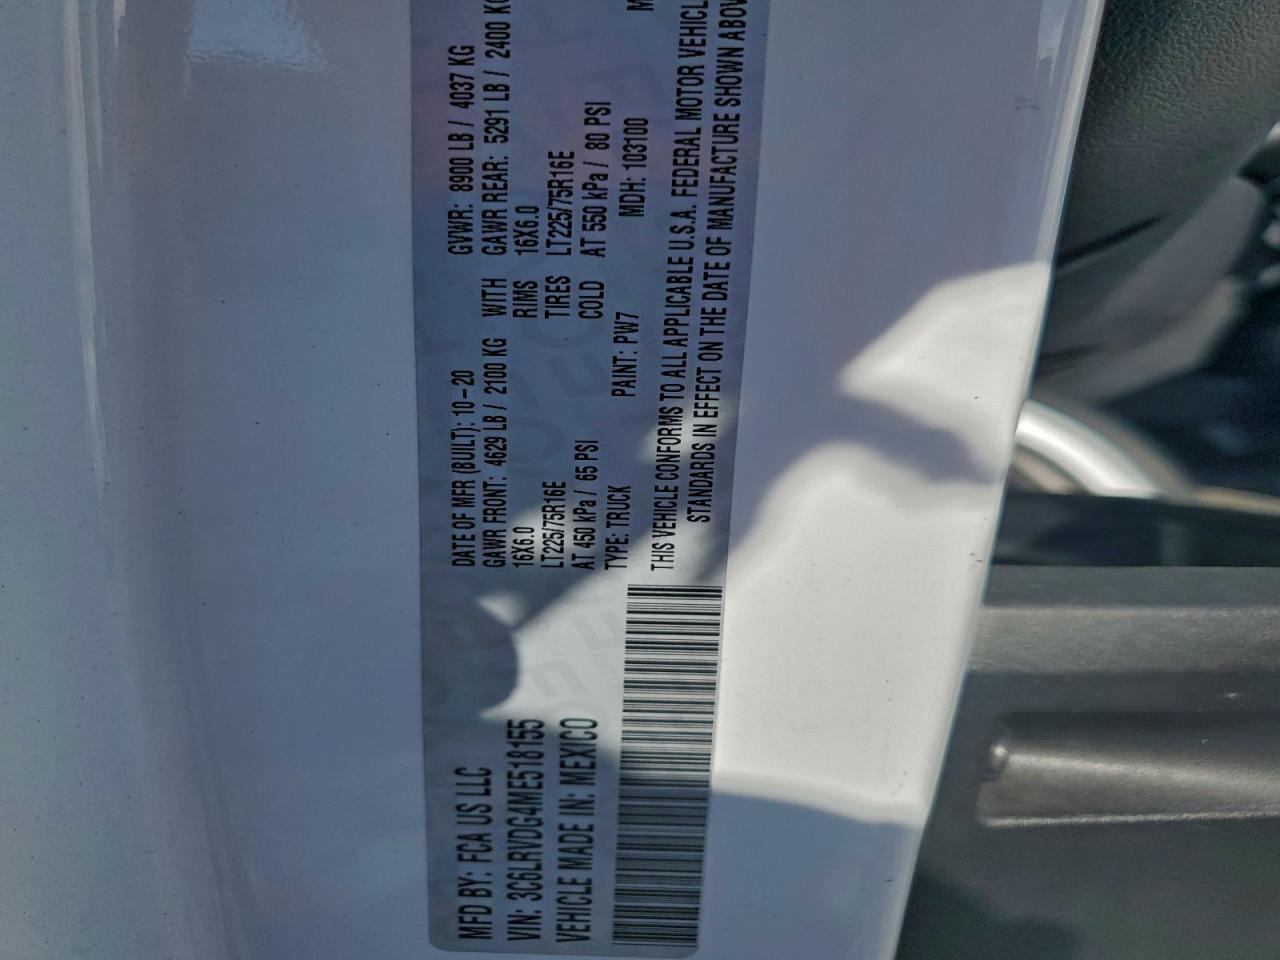 MFD BY: FCA US LLC
VIN: 3C6LRVDG4ME518155
VEHICLE MADE IN: MEXICO
DATE OF MFR (BUILT): 10-20 GVWR: 8900 LB / 4037 KG
GAWR FRONT: 4629 LB / 2100 KG WITH GAWR REAR: 5291 LB / 2400 KG
16X6.0 RIMS 16X6.0
LT225/75R16E TIRES LT225/75R16E
AT 450 kPa / 65 PSI COLD AT 550 kPa / 80 PSI
TYPE: TRUCK PAINT: PW7 MDH: 103100
THIS VEHICLE CONFORMS TO ALL APPLICABLE U.S.A. FEDERAL MOTOR VEHICL
STANDARDS IN EFFECT ON THE DATE OF MANUFACTURE SHOWN ABOV